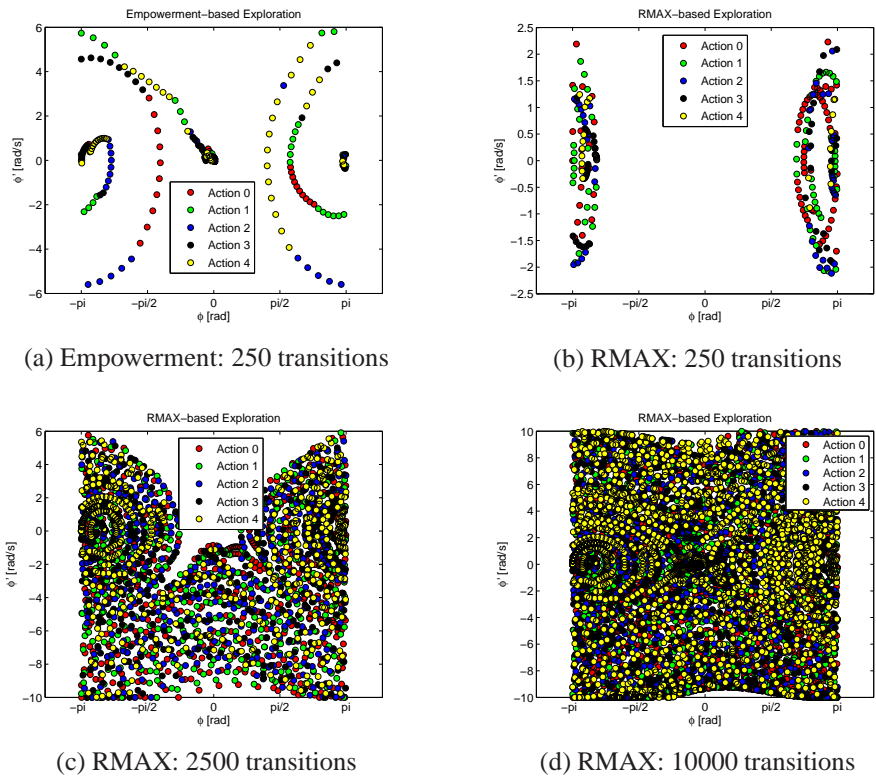 Empowerment-based Exploration
6
4
2
0
−2
−4
−6
φ' [rad/s]
−pi
−pi/2
0
pi/2
pi
φ [rad]
Action 0
Action 1
Action 2
Action 3
Action 4
(a) Empowerment: 250 transitions
RMAX-based Exploration
2.5
2
1.5
1
0.5
0
−0.5
−1
−1.5
−2
2.5
φ' [rad/s]
−pi
−pi/2
0
pi/2
pi
φ [rad]
Action 0
Action 1
Action 2
Action 3
Action 4
(b) RMAX: 250 transitions
RMAX-based Exploration
6
4
2
0
−2
−4
−6
−8
−10
φ' [rad/s]
−pi
−pi/2
0
pi/2
pi
φ [rad]
Action 0
Action 1
Action 2
Action 3
Action 4
(c) RMAX: 2500 transitions
RMAX-based Exploration
10
8
6
4
2
0
−2
−4
−6
−8
−10
φ' [rad/s]
−pi
−pi/2
0
pi/2
pi
φ [rad]
Action 0
Action 1
Action 2
Action 3
Action 4
(d) RMAX: 10000 transitions